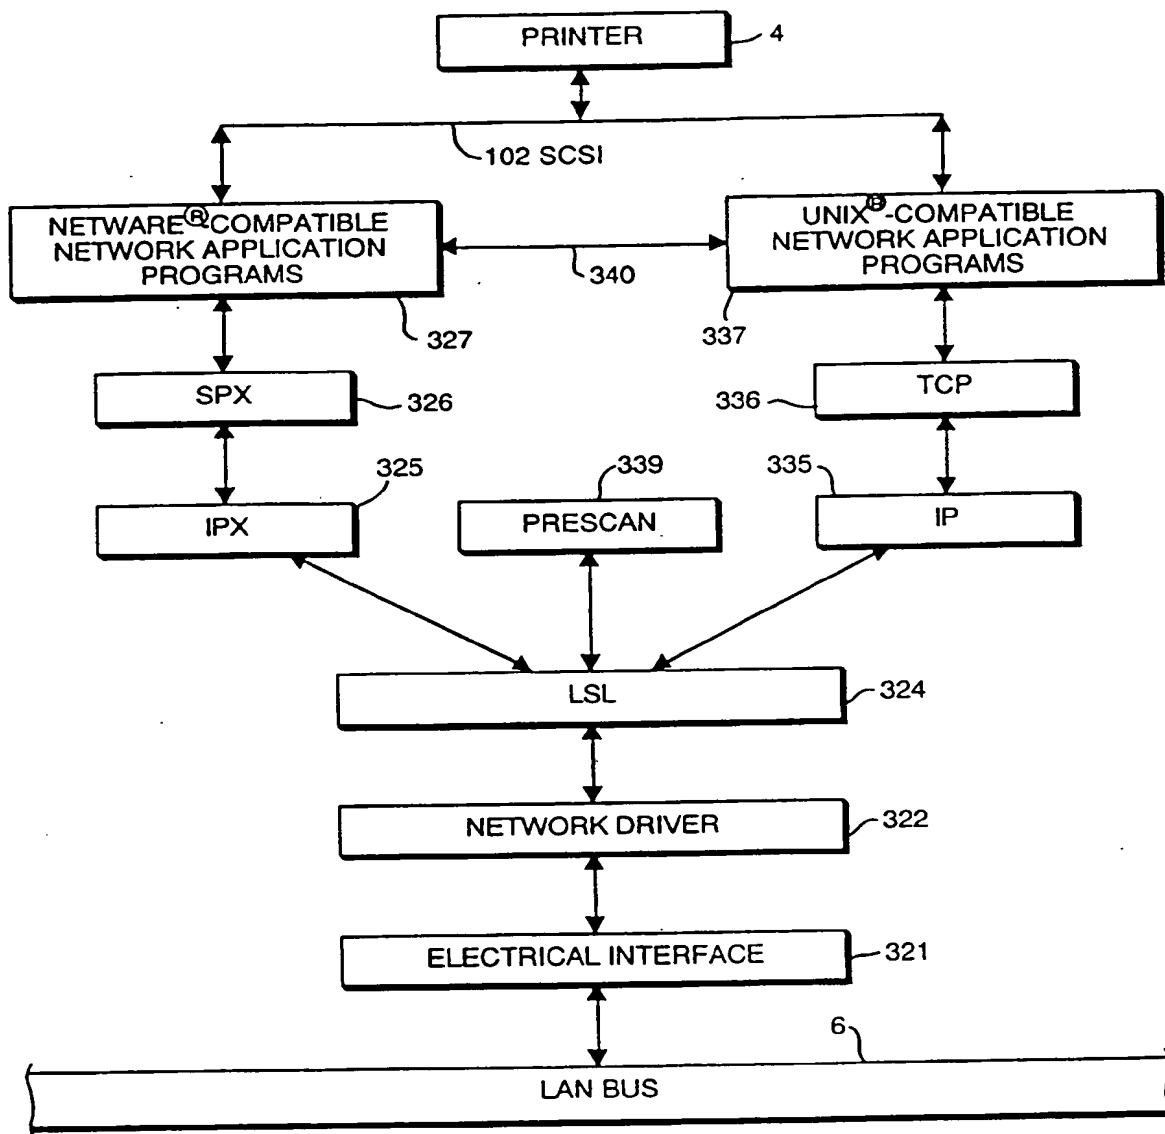 PRINTER
4
102 SCSI
NETWARE®-COMPATIBLE
NETWORK APPLICATION
PROGRAMS
UNIX®-COMPATIBLE
NETWORK APPLICATION
PROGRAMS
340
327
337
SPX
326
TCP
336
325
339
335
IPX
PRESCAN
IP
LSL
324
NETWORK DRIVER
322
ELECTRICAL INTERFACE
321
6
LAN BUS